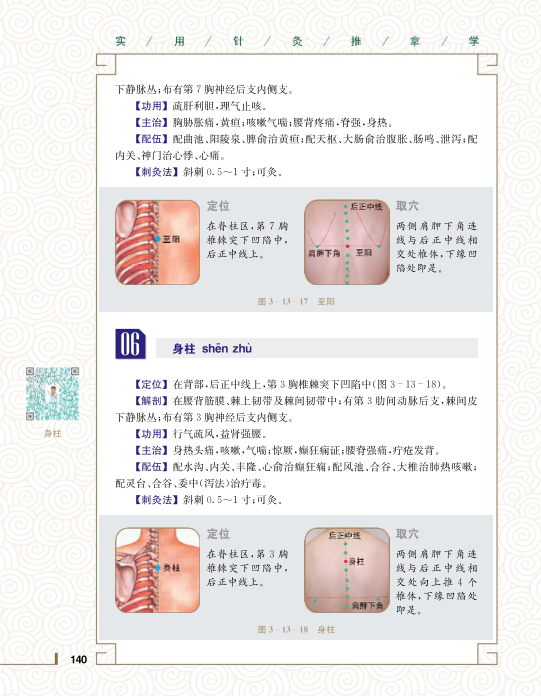 实 / 用 / 针 / 灸 / 推 / 拿 / 学
下静脉丛;布有第 7 胸神经后支内侧支。
【功用】疏肝利胆,理气止咳。
【主治】胸胁胀痛,黄疸;咳嗽气喘;腰背疼痛,脊强,身热。
【配伍】配曲池、阳陵泉、脾俞治黄疸;配天枢、大肠俞治腹胀、肠鸣、泄泻;配
内关、神门治心悸、心痛。
【刺灸法】斜刺 0.5～1 寸;可灸。
至阳
定位
在脊柱区,第 7 胸
椎棘突下凹陷中,
后正中线上。
后正中线
肩胛下角
至阳
取穴
两侧肩胛下角连
线与后正中线相
交处椎体,下缘凹
陷处即是。
图 3-13-17 至阳
06
身柱 shēn zhù
【定位】在背部,后正中线上,第 3 胸椎棘突下凹陷中(图 3-13-18)。
【解剖】在腰背筋膜、棘上韧带及棘间韧带中;有第 3 肋间动脉后支,棘间皮
下静脉丛;布有第 3 胸神经后支内侧支。
【功用】行气疏风,益肾强腰。
【主治】身热头痛,咳嗽,气喘;惊厥,癫狂痫证;腰脊强痛,疔疮发背。
【配伍】配水沟、内关、丰隆、心俞治癫狂痫;配风池、合谷、大椎治肺热咳嗽;
配灵台、合谷、委中(泻法)治疔毒。
【刺灸法】斜刺 0.5～1 寸;可灸。
身柱
身柱
定位
在脊柱区,第 3 胸
椎棘突下凹陷中,
后正中线上。
后正中线
身柱
肩胛下角
取穴
两侧肩胛下角连
线与后正中线相
交处向上推 4 个
椎体,下缘凹陷处
即是。
图 3-13-18 身柱
140